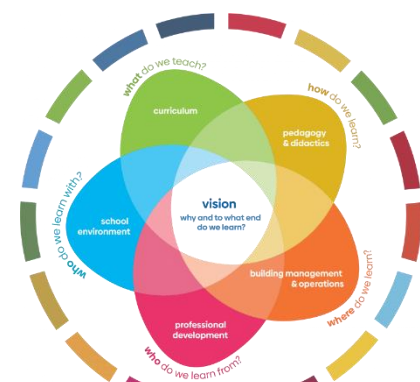 what do we teach?
curriculum
how do we learn?
pedagogy
& didactics
vision
why and to what end
do we learn?
school
environment
who do we learn with?
building management
& operations
where do we learn?
professional
development
who do we learn from?